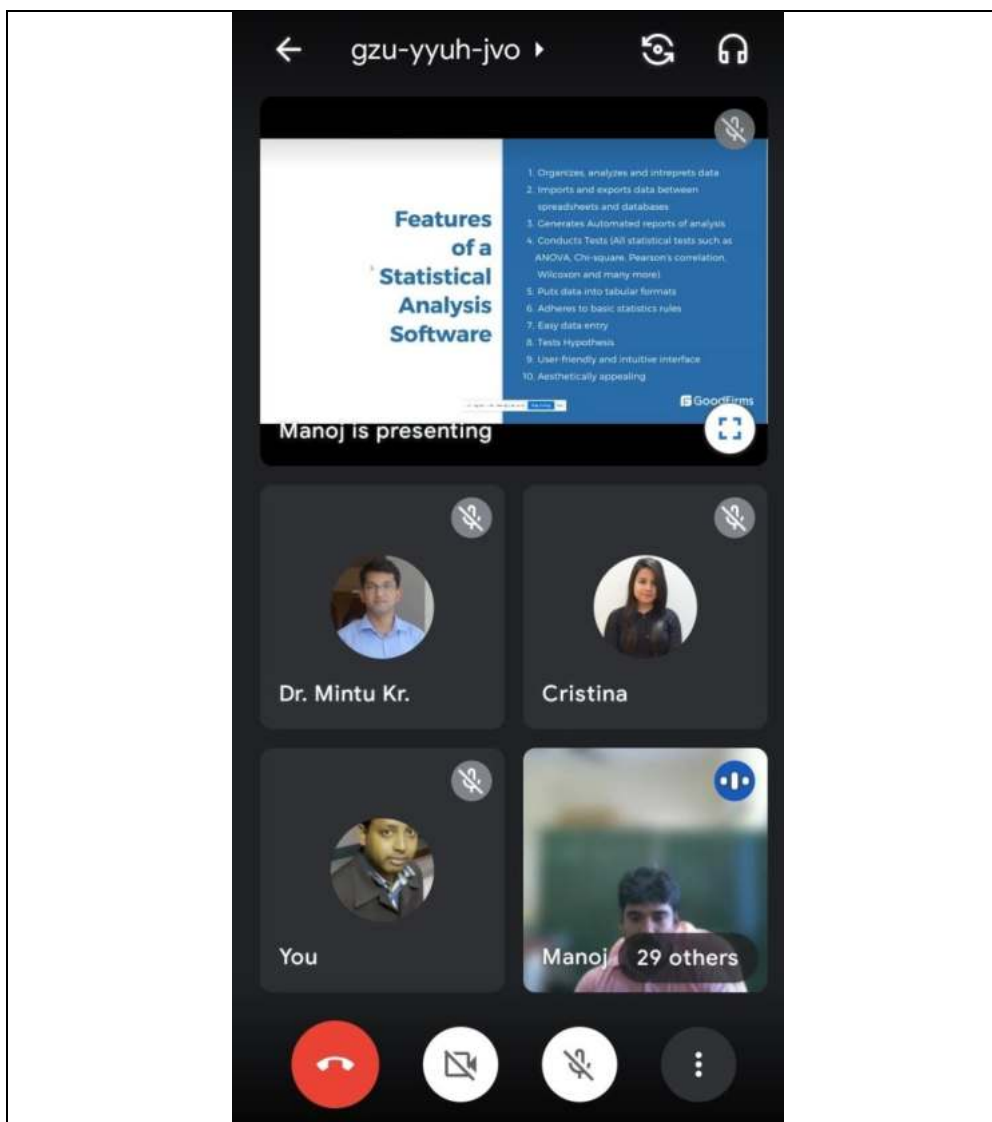 gzu-yyuh-jvo
Features
of a
Statistical
Analysis
Software
1. Organizes, analyzes and intreprets data
2. Imports and exports data between
spreadsheets and databases
3. Generates Automated reports of analysis
4. Conducts Tests (All statistical tests such as
ANOVA, Chi-square, Pearson's correlation,
Wilcoxon and many more)
5. Puts data into tabular formats
6. Adheres to basic statistics rules
7. Easy data entry
8. Tests Hypothesis
9. User-friendly and intuitive interface
10. Aesthetically appealing
GoodFirms
Manoj is presenting
Dr. Mintu Kr.
Cristina
You
Manoj
29 others